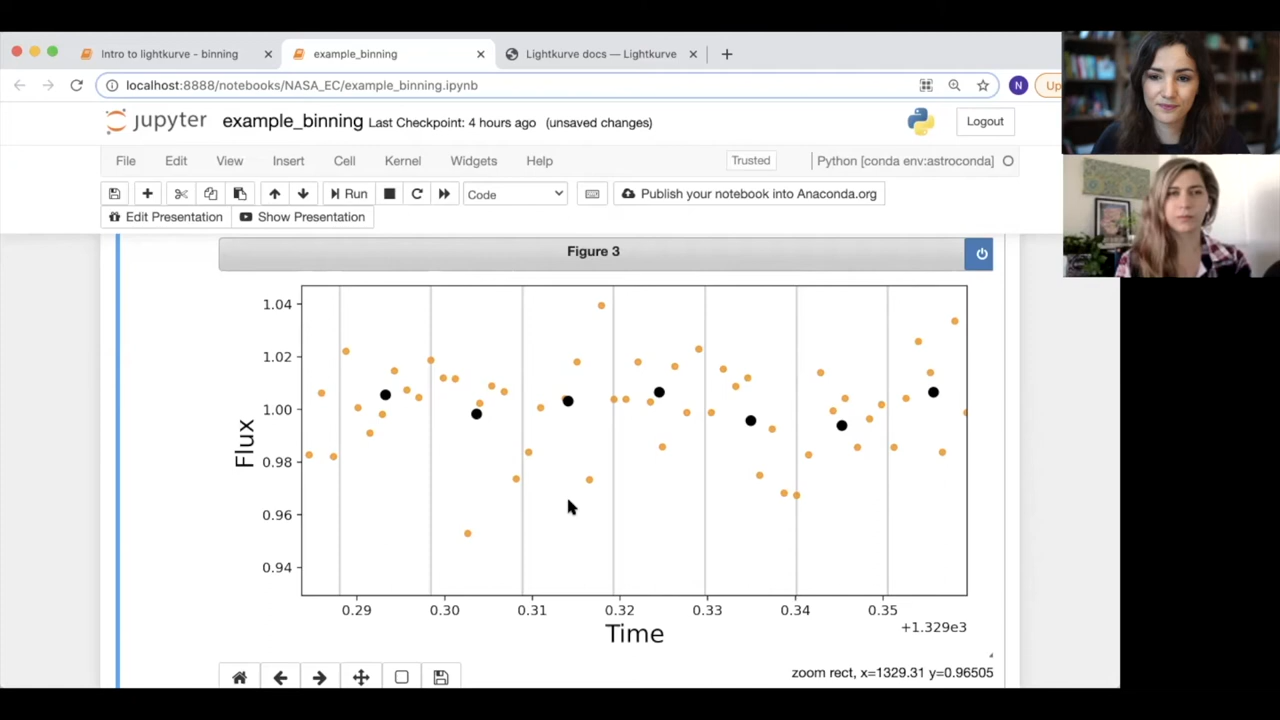 Intro to lightkurve - binning
example_binning
Lightkurve docs — Lightkurve
localhost:8888/notebooks/NASA_EC/example_binning.ipynb
N
Up
jupyter
example_binning Last Checkpoint: 4 hours ago (unsaved changes)
Logout
File Edit View Insert Cell Kernel Widgets Help
Trusted
Python [conda env:astroconda]
Run
Code
Publish your notebook into Anaconda.org
Edit Presentation
Show Presentation
Figure 3
1.04
1.02
1.00
0.98
0.96
0.94
Flux
0.29 0.30 0.31 0.32 0.33 0.34 0.35
+1.329e3
Time
zoom rect, x=1329.31 y=0.96505